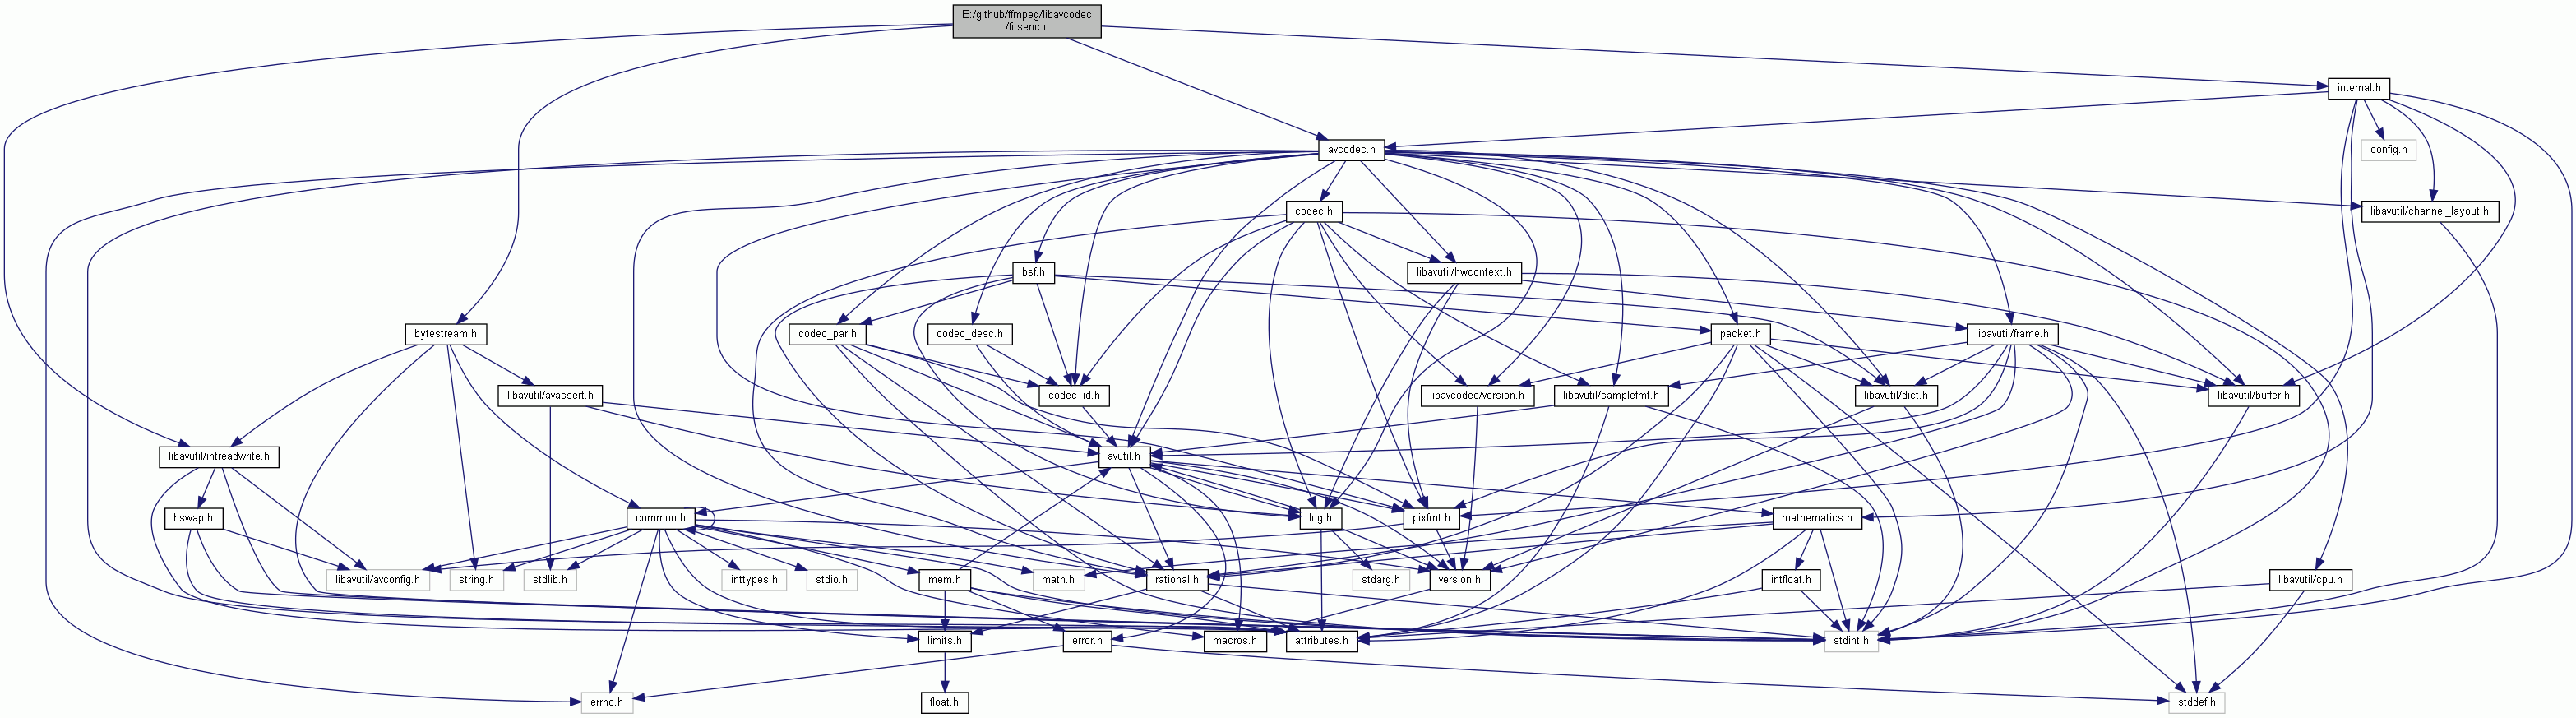 E:/github/ffmpeg/libavcodec
/fitsenc.c
internal.h
avcodec.h
config.h
codec.h
libavutil/channel_layout.h
bsf.h
libavutil/hwcontext.h
bytestream.h
codec_par.h
codec_desc.h
packet.h
libavutil/frame.h
libavutil/avassert.h
codec_id.h
libavcodec/version.h
libavutil/samplefmt.h
libavutil/dict.h
libavutil/buffer.h
libavutil/intreadwrite.h
avutil.h
bswap.h
common.h
log.h
pixfmt.h
mathematics.h
libavutil/avconfig.h
string.h
stdlib.h
inttypes.h
stdio.h
mem.h
math.h
rational.h
stdarg.h
version.h
intfloat.h
libavutil/cpu.h
limits.h
error.h
macros.h
attributes.h
stdint.h
errno.h
float.h
stddef.h